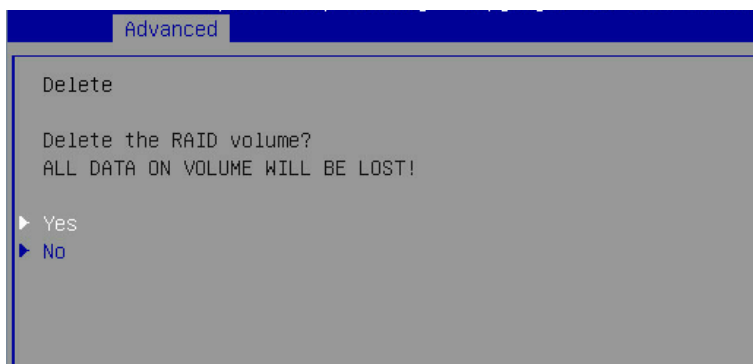 Advanced
Delete
Delete the RAID volume?
ALL DATA ON VOLUME WILL BE LOST!
Yes
No